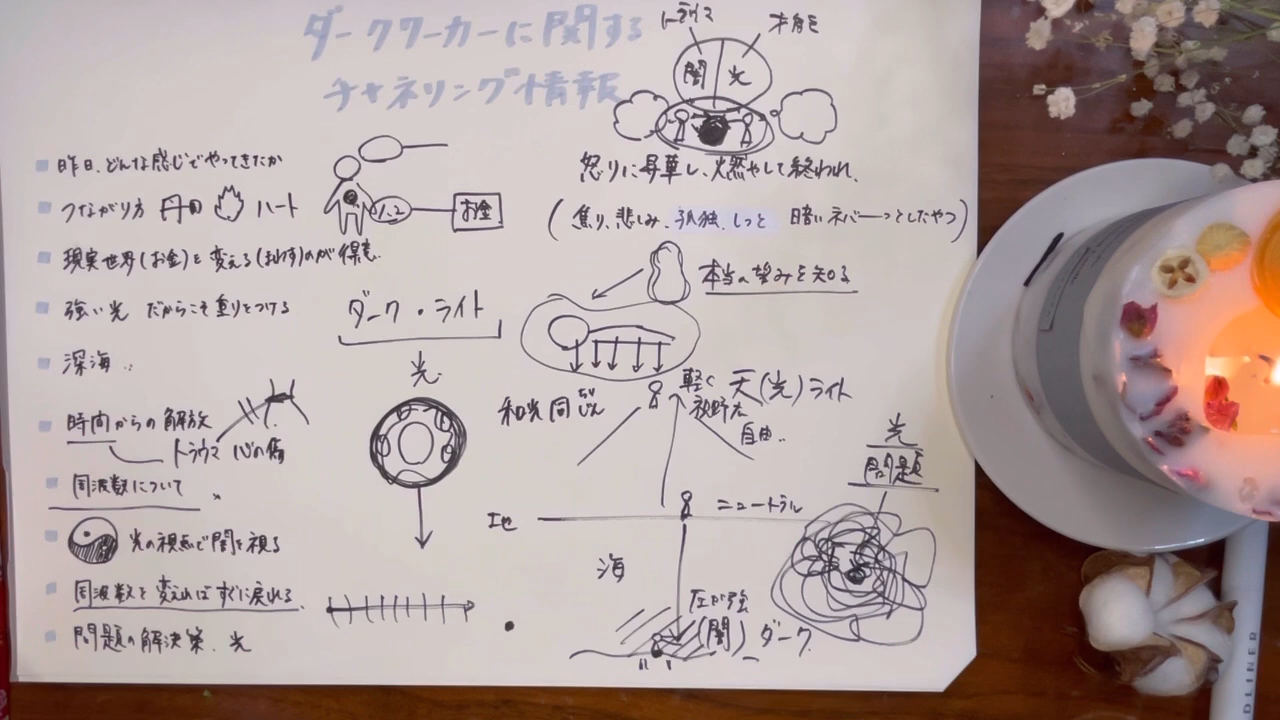 ダークワーカーに関する
チャネリング情報
昨日、どんな感じでやってきたか
つながり方 丹田 ハート
現実世界(お金)を変える(おとす)のが得意
強い光 だからこそ重りをつける
深海‥
時間からの解放
トラウマ 心の傷
周波数について
光の視点で闇を視る
周波数を変えればすぐに戻れる
問題の解決策、光
お金
ダーク・ライト
光
闇 光
怒りに昇華し、燃やして終われ、
(焦り、悲しみ、孤独、しっと 暗いネバーっとしたやつ)
本当の望みを知る
和光同じん
ちり
軽く 天(光)ライト
視野大
自由‥
光
問題
地
ニュートラル
海
圧が強
(闇)ダーク
DLINER